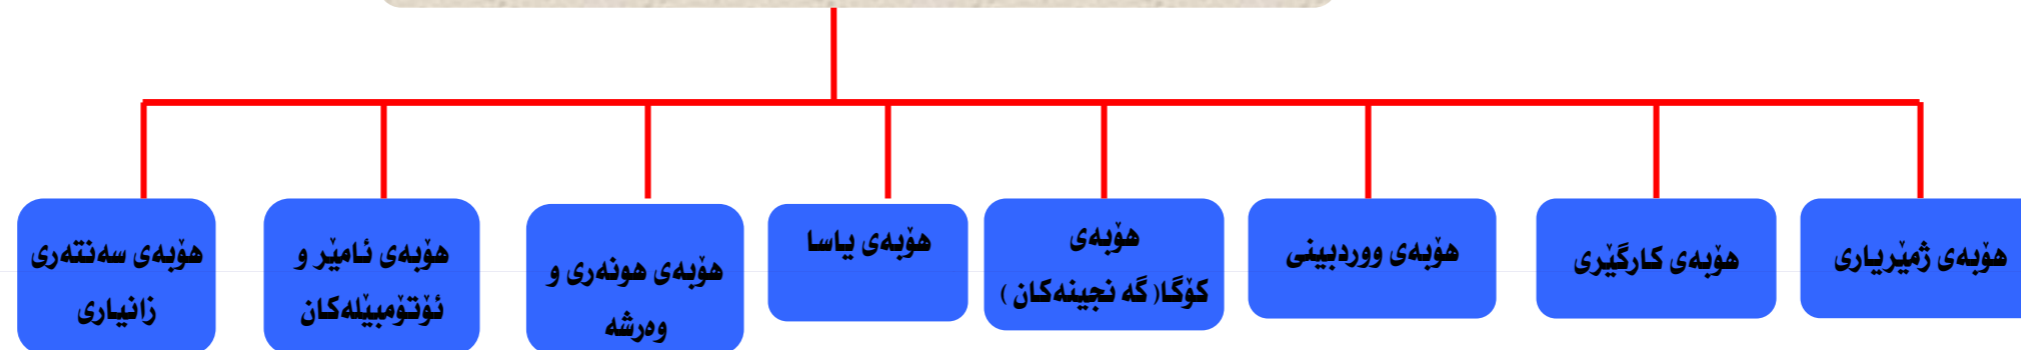 هۆبەی ژمێریاری
هۆبەی کارگێری
هۆبەی ووردبینی
هۆبەی
کۆگا( گە نجینەکان )
هۆبەی یاسا
هۆبەی هونەری و
وەرشە
هۆبەی ئامێر و
ئۆتۆمبێلەکان
هۆبەی سەنتەری
زانیاری